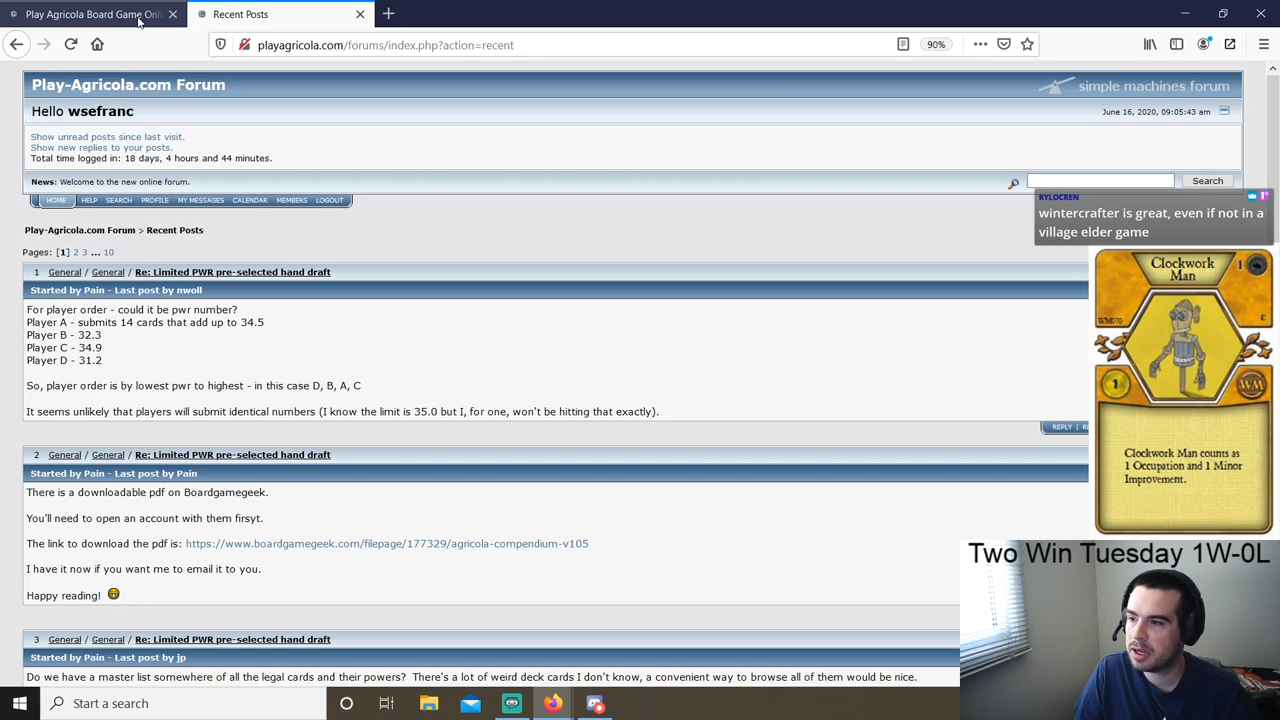 Play Agricola Board Game Onli
Recent Posts
playagricola.com/forums/index.php?action=recent
90%
Play-Agricola.com Forum
simple machines forum
Hello wsefranc
June 16, 2020, 09:05:43 am
Show unread posts since last visit.
Show new replies to your posts.
Total time logged in: 18 days, 4 hours and 44 minutes.
News: Welcome to the new online forum.
Search
HOME HELP SEARCH PROFILE MY MESSAGES CALENDAR MEMBERS LOGOUT
RYLOCREN
wintercrafter is great, even if not in a
village elder game
Play-Agricola.com Forum > Recent Posts
Pages: [1] 2 3 ... 10
1 General / General / Re: Limited PWR pre-selected hand draft
Started by Pain - Last post by nwoll
For player order - could it be pwr number?
Player A - submits 14 cards that add up to 34.5
Player B - 32.3
Player C - 34.9
Player D - 31.2
So, player order is by lowest pwr to highest - in this case D, B, A, C
It seems unlikely that players will submit identical numbers (I know the limit is 35.0 but I, for one, won't be hitting that exactly).
REPLY | RE
Clockwork
Man
1
WM070
1
WM
Clockwork Man counts as
1 Occupation and 1 Minor
Improvement.
2 General / General / Re: Limited PWR pre-selected hand draft
Started by Pain - Last post by Pain
There is a downloadable pdf on Boardgamegeek.
You'll need to open an account with them firsyt.
The link to download the pdf is: https://www.boardgamegeek.com/filepage/177329/agricola-compendium-v105
I have it now if you want me to email it to you.
Happy reading!
Two Win Tuesday 1W-0L
3 General / General / Re: Limited PWR pre-selected hand draft
Started by Pain - Last post by jp
Do we have a master list somewhere of all the legal cards and their powers? There's a lot of weird deck cards I don't know, a convenient way to browse all of them would be nice.
Start a search